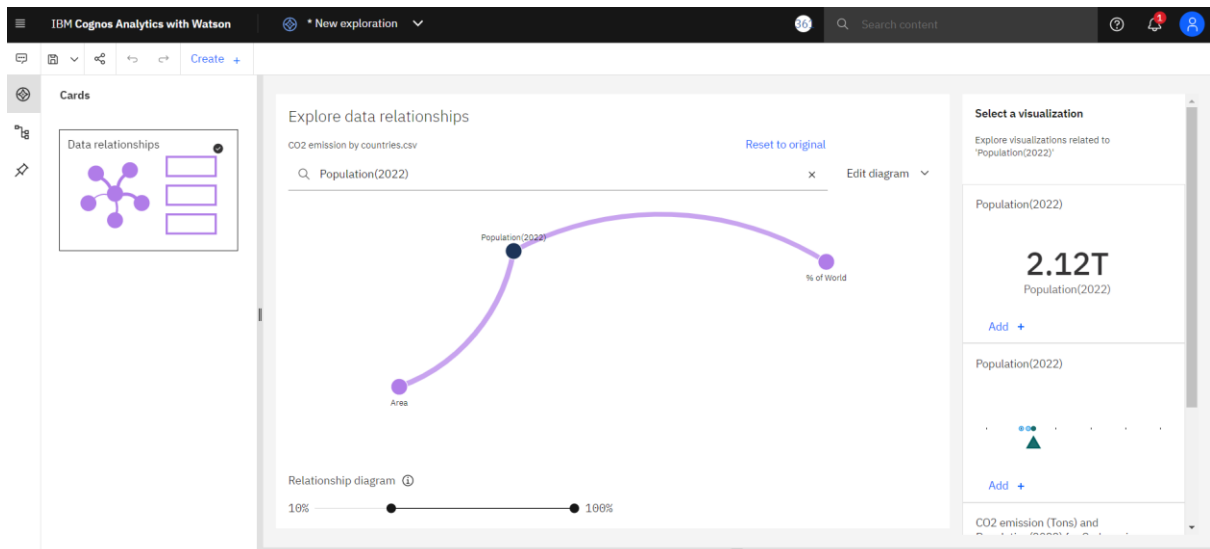 IBM Cognos Analytics with Watson
* New exploration
Search content
1
Create +
Cards
Data relationships
Explore data relationships
CO2 emission by countries.csv
Reset to original
Population(2022)
Edit diagram
Population(2022)
% of World
Area
Relationship diagram
10%
100%
Select a visualization
Explore visualizations related to
'Population(2022)'
Population(2022)
2.12T
Population(2022)
Add +
Population(2022)
Add +
CO2 emission (Tons) and